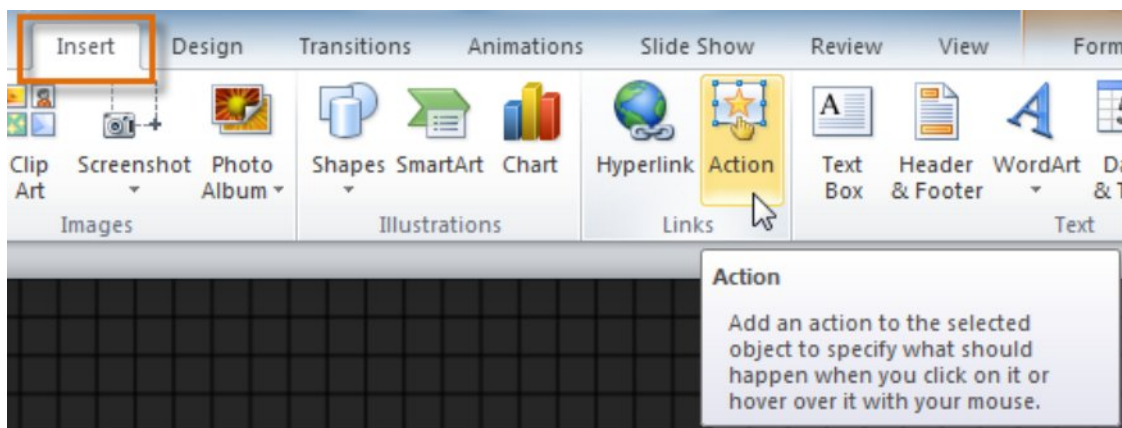 Insert Design Transitions Animations Slide Show Review View Form
Clip Art
Screenshot
Photo Album
Shapes
SmartArt
Chart
Hyperlink
Action
Text Box
Header & Footer
WordArt
Images
Illustrations
Links
Text
Action
Add an action to the selected
object to specify what should
happen when you click on it or
hover over it with your mouse.